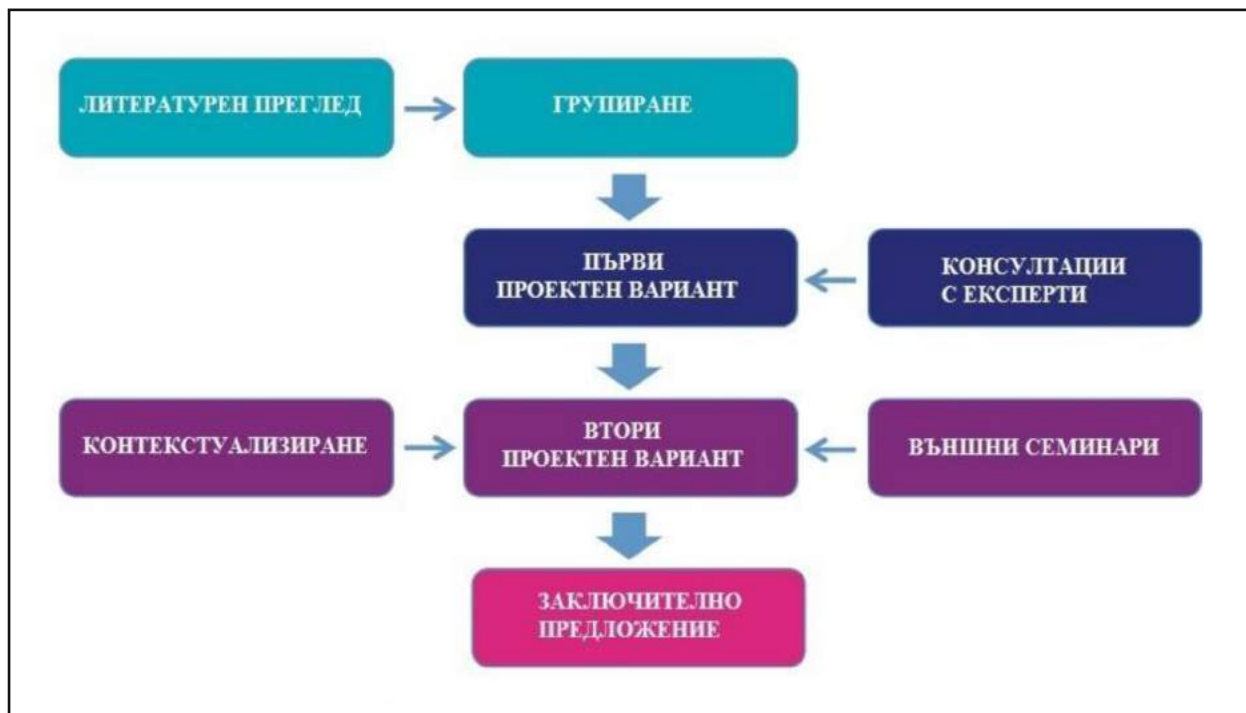 ЛИТЕРАТУРЕН ПРЕГЛЕД
ГРУПИРАНЕ
ПЪРВИ
ПРОЕКТЕН ВАРИАНТ
КОНСУЛТАЦИИ
С ЕКСПЕРТИ
КОНТЕКСТУАЛИЗИРАНЕ
ВТОРИ
ПРОЕКТЕН ВАРИАНТ
ВЪНШНИ СЕМИНАРИ
ЗАКЛЮЧИТЕЛНО
ПРЕДЛОЖЕНИЕ